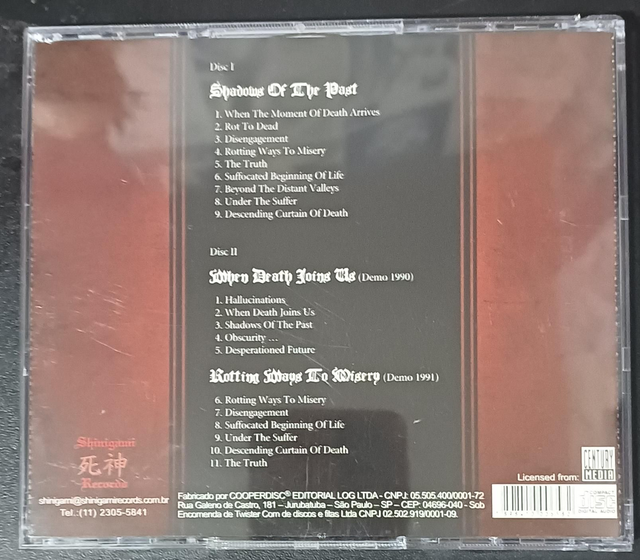 Disc I
Shadows Of The Past
1. When The Moment Of Death Arrives
2. Rot To Dead
3. Disengagement
4. Rotting Ways To Misery
5. The Truth
6. Suffocated Beginning Of Life
7. Beyond The Distant Valleys
8. Under The Suffer
9. Descending Curtain Of Death
Disc II
When Death Joins Us (Demo 1990)
1. Hallucinations
2. When Death Joins Us
3. Shadows Of The Past
4. Obscurity ...
5. Desperationed Future
Rotting Ways To Misery (Demo 1991)
6. Rotting Ways To Misery
7. Disengagement
8. Suffocated Beginning Of Life
9. Under The Suffer
10. Descending Curtain Of Death
11. The Truth
Shinigami
死神
Records
shinigami@shinigamirecords.com.br
Tel.:(11) 2305-5841
Fabricado por COOPERDISC® EDITORIAL LOG LTDA - CNPJ: 05.505.400/0001-72
Rua Galeno de Castro, 181 – Jurubatuba – São Paulo – SP – CEP: 04696-040 - Sob
Encomenda de Twister Com de discos e fitas Ltda CNPJ 02.502.919/0001-09.
Licensed from:
CENTURY
MEDIA
DIGITAL AUDIO